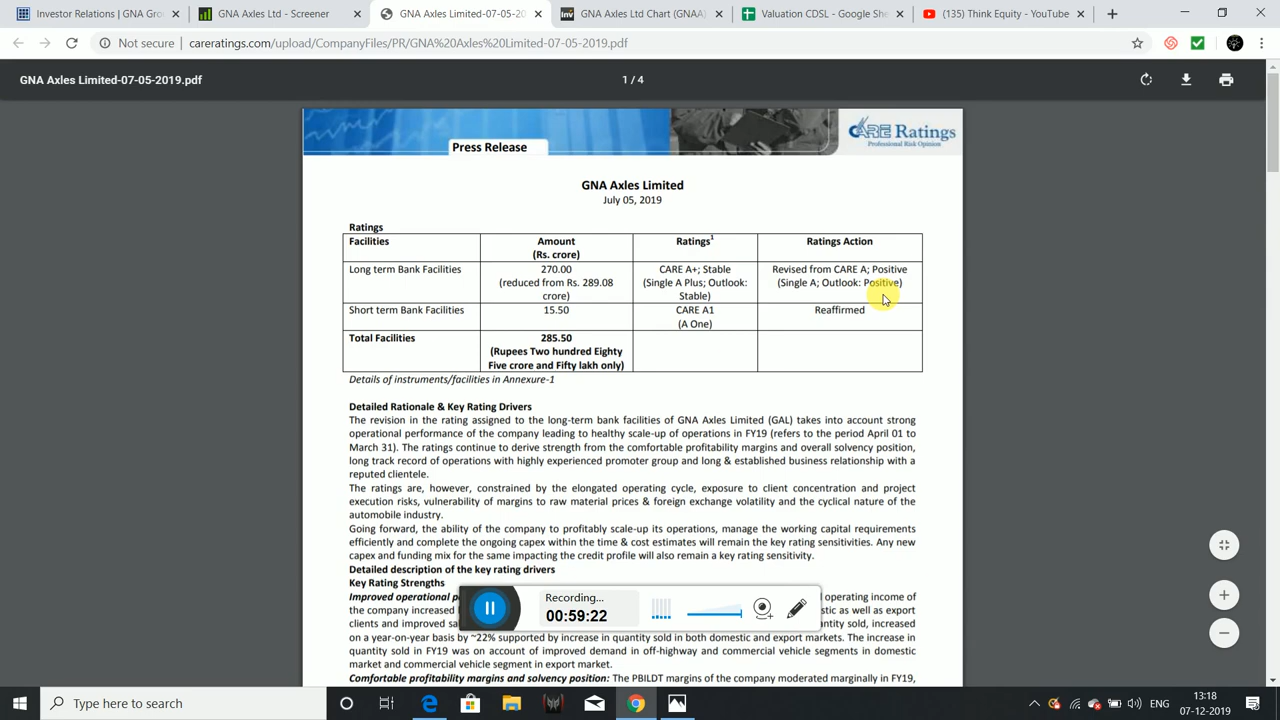 Investor Relations | GNA Gro
GNA Axles Ltd - Screener
GNA Axles Limited-07-05-20
GNA Axles Ltd Chart (GNAA)
Valuation CDSL - Google She
(135) Think Equity - YouTube
Not secure | careratings.com/upload/CompanyFiles/PR/GNA%20Axles%20Limited-07-05-2019.pdf
GNA Axles Limited-07-05-2019.pdf
1 / 4
Press Release
CARE Ratings
Professional Risk Opinion
GNA Axles Limited
July 05, 2019
Ratings
Facilities Amount Ratings1 Ratings Action
(Rs. crore)
Long term Bank Facilities 270.00 CARE A+; Stable Revised from CARE A; Positive
(reduced from Rs. 289.08 (Single A Plus; Outlook: (Single A; Outlook: Positive)
crore) Stable)
Short term Bank Facilities 15.50 CARE A1 Reaffirmed
(A One)
Total Facilities 285.50
(Rupees Two hundred Eighty
Five crore and Fifty lakh only)
Details of instruments/facilities in Annexure-1
Detailed Rationale & Key Rating Drivers
The revision in the rating assigned to the long-term bank facilities of GNA Axles Limited (GAL) takes into account strong
operational performance of the company leading to healthy scale-up of operations in FY19 (refers to the period April 01 to
March 31). The ratings continue to derive strength from the comfortable profitability margins and overall solvency position,
long track record of operations with highly experienced promoter group and long & established business relationship with a
reputed clientele.
The ratings are, however, constrained by the elongated operating cycle, exposure to client concentration and project
execution risks, vulnerability of margins to raw material prices & foreign exchange volatility and the cyclical nature of the
automobile industry.
Going forward, the ability of the company to profitably scale-up its operations, manage the working capital requirements
efficiently and complete the ongoing capex within the time & cost estimates will remain the key rating sensitivities. Any new
capex and funding mix for the same impacting the credit profile will also remain a key rating sensitivity.
Detailed description of the key rating drivers
Key Rating Strengths
Improved operational operating income of
the company increased stic as well as export
clients and improved sa ntity sold, increased
on a year-on-year basis by ~22% supported by increase in quantity sold in both domestic and export markets. The increase in
quantity sold in FY19 was on account of improved demand in off-highway and commercial vehicle segments in domestic
market and commercial vehicle segment in export market.
Comfortable profitability margins and solvency position: The PBILDT margins of the company moderated marginally in FY19,
Recording...
00:59:22
Type here to search
ENG
13:18
07-12-2019